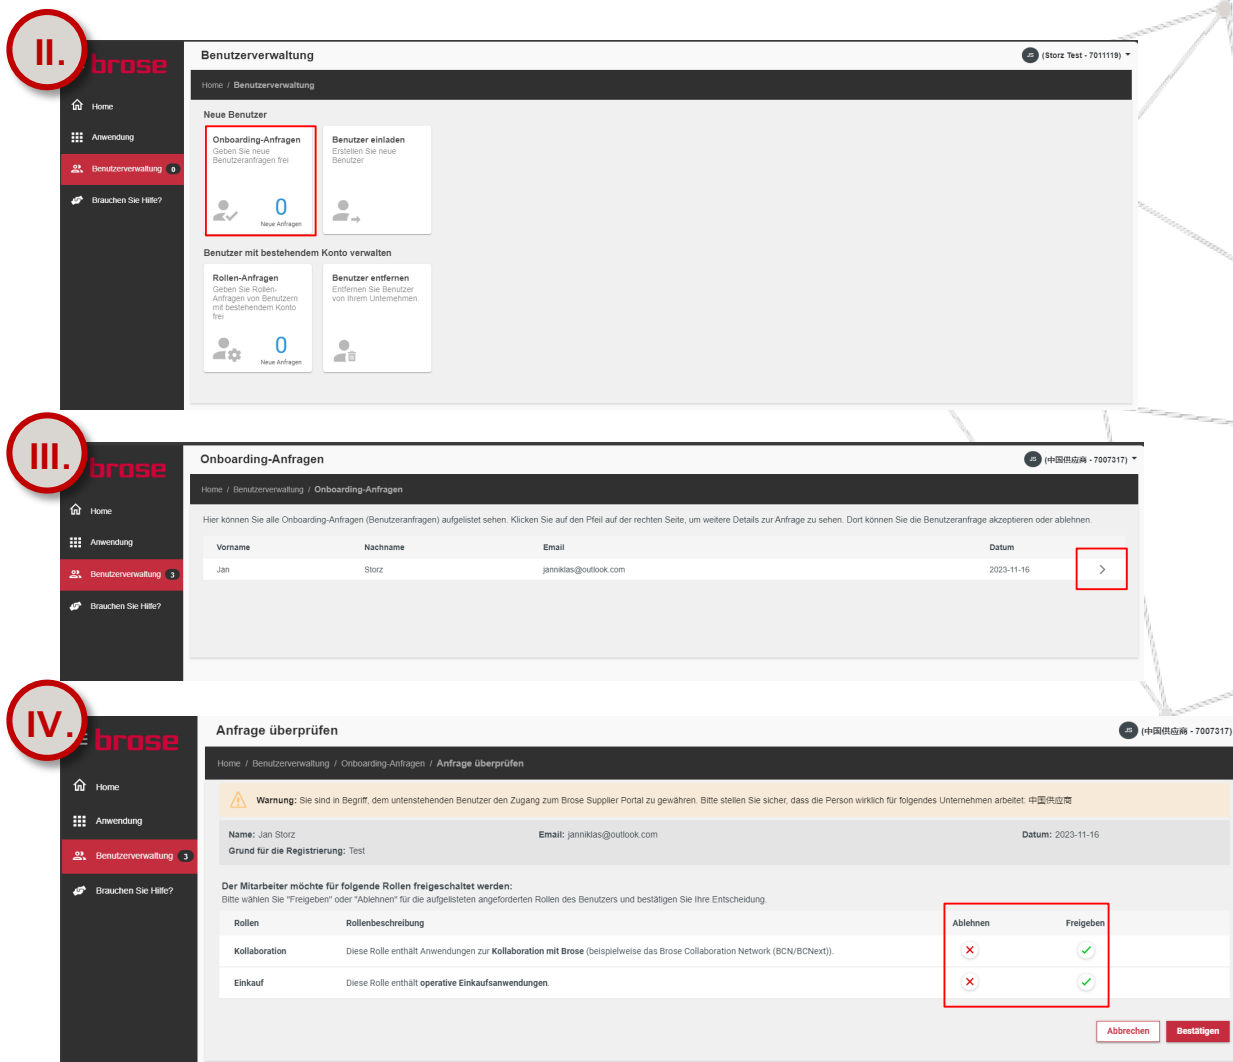 II.
brose
Benutzerverwaltung
JS (Storz Test - 7011119)
Home / Benutzerverwaltung
Home
Anwendung
Benutzerverwaltung 0
Brauchen Sie Hilfe?
Neue Benutzer
Onboarding-Anfragen
Geben Sie neue
Benutzeranfragen frei
0
Neue Anfragen
Benutzer einladen
Erstellen Sie neue
Benutzer
Benutzer mit bestehendem Konto verwalten
Rollen-Anfragen
Geben Sie Rollen-
Anfragen von Benutzern
mit bestehendem Konto
frei
0
Neue Anfragen
Benutzer entfernen
Entfernen Sie Benutzer
von Ihrem Unternehmen.
III.
brose
Onboarding-Anfragen
JS (中国供应商 - 7007317)
Home / Benutzerverwaltung / Onboarding-Anfragen
Home
Anwendung
Benutzerverwaltung 3
Brauchen Sie Hilfe?
Hier können Sie alle Onboarding-Anfragen (Benutzeranfragen) aufgelistet sehen. Klicken Sie auf den Pfeil auf der rechten Seite, um weitere Details zur Anfrage zu sehen. Dort können Sie die Benutzeranfrage akzeptieren oder ablehnen.
Vorname Nachname Email Datum
Jan Storz janniklas@outlook.com 2023-11-16
IV.
brose
Anfrage überprüfen
JS (中国供应商 - 7007317)
Home / Benutzerverwaltung / Onboarding-Anfragen / Anfrage überprüfen
Home
Anwendung
Benutzerverwaltung 3
Brauchen Sie Hilfe?
Warnung: Sie sind in Begriff, dem untenstehenden Benutzer den Zugang zum Brose Supplier Portal zu gewähren. Bitte stellen Sie sicher, dass die Person wirklich für folgendes Unternehmen arbeitet: 中国供应商
Name: Jan Storz Email: janniklas@outlook.com Datum: 2023-11-16
Grund für die Registrierung: Test
Der Mitarbeiter möchte für folgende Rollen freigeschaltet werden:
Bitte wählen Sie "Freigeben" oder "Ablehnen" für die aufgelisteten angeforderten Rollen des Benutzers und bestätigen Sie Ihre Entscheidung.
Rollen Rollenbeschreibung Ablehnen Freigeben
Kollaboration Diese Rolle enthält Anwendungen zur Kollaboration mit Brose (beispielweise das Brose Collaboration Network (BCN/BCNext)).
Einkauf Diese Rolle enthält operative Einkaufsanwendungen.
Abbrechen Bestätigen